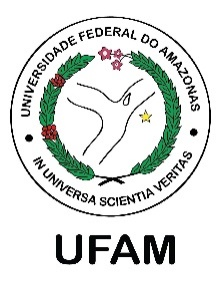 UNIVERSIDADE FEDERAL DO AMAZONAS
IN UNIVERSA SCIENTIA VERITAS
UFAM